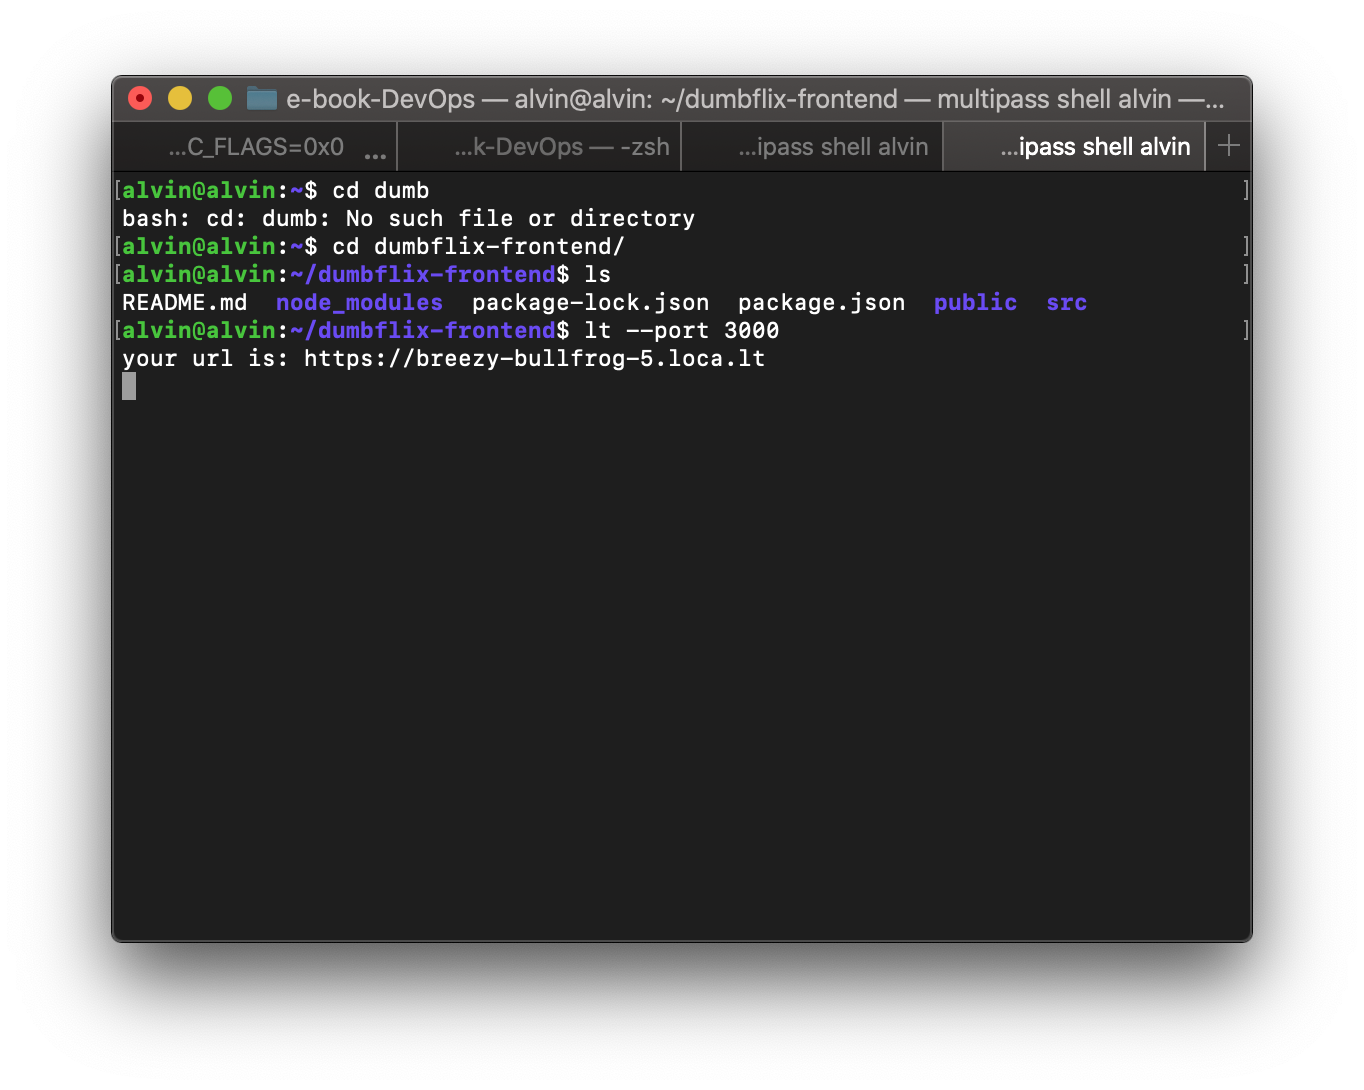 e-book-DevOps — alvin@alvin: ~/dumbflix-frontend — multipass shell alvin —...
...C_FLAGS=0x0 ...
...k-DevOps — -zsh
...ipass shell alvin
...ipass shell alvin
[alvin@alvin:~$ cd dumb ]
bash: cd: dumb: No such file or directory
[alvin@alvin:~$ cd dumbflix-frontend/ ]
[alvin@alvin:~/dumbflix-frontend$ ls ]
README.md  node_modules  package-lock.json  package.json  public  src
[alvin@alvin:~/dumbflix-frontend$ lt --port 3000 ]
your url is: https://breezy-bullfrog-5.loca.lt